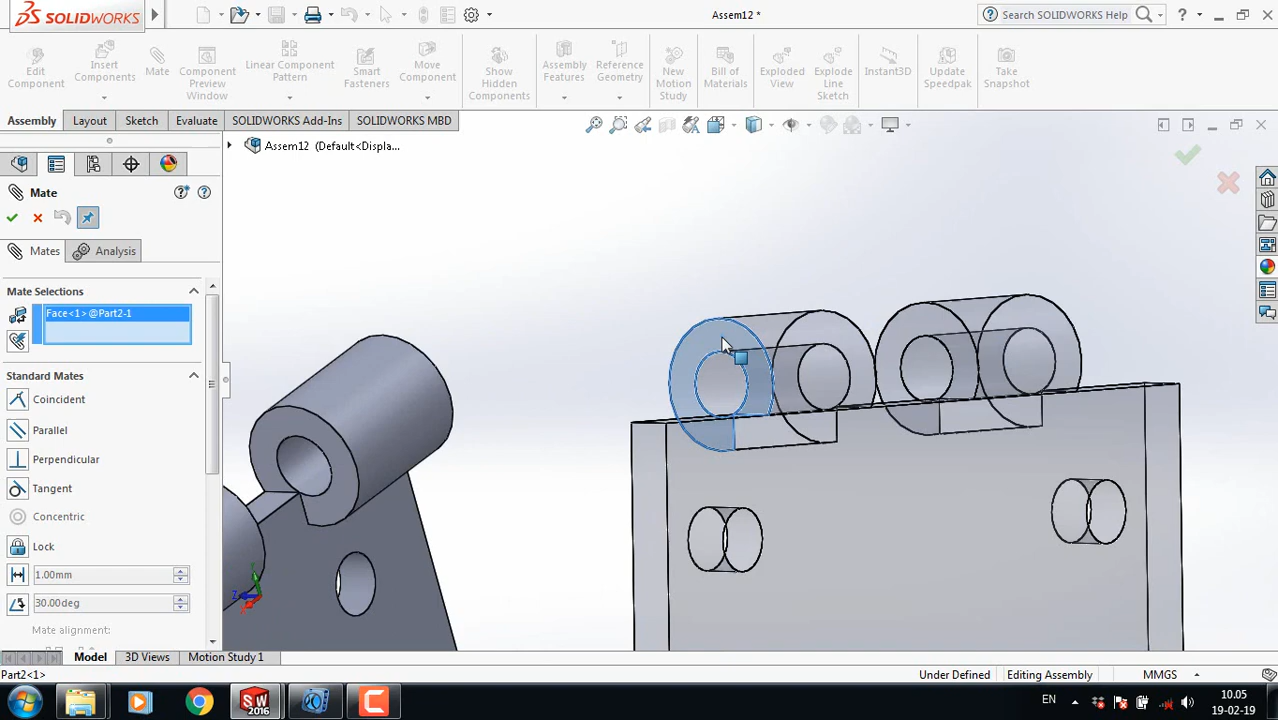 SOLIDWORKS
Assem12 *
Search SOLIDWORKS Help
?
Edit Component
Insert Components
Mate
Component Preview Window
Linear Component Pattern
Smart Fasteners
Move Component
Show Hidden Components
Assembly Features
Reference Geometry
New Motion Study
Bill of Materials
Exploded View
Explode Line Sketch
Instant3D
Update Speedpak
Take Snapshot
Assembly
Layout
Sketch
Evaluate
SOLIDWORKS Add-Ins
SOLIDWORKS MBD
Assem12 (Default<Displa...
Mate
Mates
Analysis
Mate Selections
Face<1>@Part2-1
Standard Mates
Coincident
Parallel
Perpendicular
Tangent
Concentric
Lock
1.00mm
30.00deg
Mate alignment:
Y
Z
X
Model
3D Views
Motion Study 1
Part2<1>
Under Defined
Editing Assembly
MMGS
SW
2016
EN
10.05
19-02-19